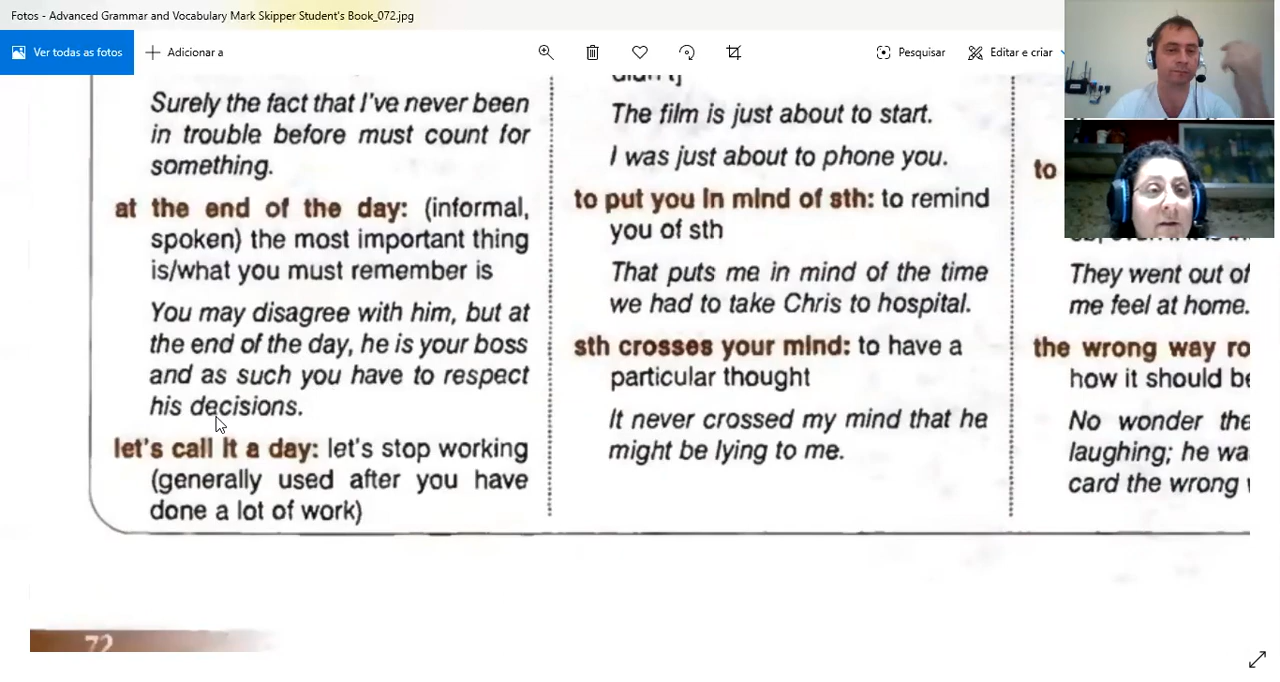 Fotos - Advanced Grammar and Vocabulary Mark Skipper Student's Book_072.jpg
Ver todas as fotos
Adicionar a
Pesquisar
Editar e criar
Surely the fact that I've never been
in trouble before must count for
something.
at the end of the day: (informal,
spoken) the most important thing
is/what you must remember is
You may disagree with him, but at
the end of the day, he is your boss
and as such you have to respect
his decisions.
let's call it a day: let's stop working
(generally used after you have
done a lot of work)
didn't]
The film is just about to start.
I was just about to phone you.
to put you in mind of sth: to remind
you of sth
That puts me in mind of the time
we had to take Chris to hospital.
sth crosses your mind: to have a
particular thought
It never crossed my mind that he
might be lying to me.
to
They went out of
me feel at home.
the wrong way ro
how it should be
No wonder the
laughing; he wa
card the wrong
72